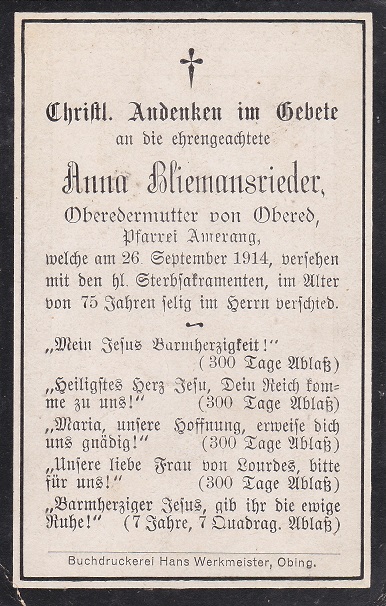 Christl. Andenken im Gebete
an die ehrengeachtete
Anna Bliemansrieder,
Oberedermutter von Obered,
Pfarrei Amerang,
welche am 26. September 1914, versehen
mit den hl. Sterbsakramenten, im Alter
von 75 Jahren selig im Herrn verschied.
„Mein Jesus Barmherzigkeit!“
(300 Tage Ablaß)
„Heiligstes Herz Jesu, Dein Reich kom-
me zu uns!“ (300 Tage Ablaß)
„Maria, unsere Hoffnung, erweise dich
uns gnädig!“ (300 Tage Ablaß)
„Unsere liebe Frau von Lourdes, bitte
für uns!“ (300 Tage Ablaß)
„Barmherziger Jesus, gib ihr die ewige
Ruhe!“ (7 Jahre, 7 Quadrag. Ablaß)
Buchdruckerei Hans Werkmeister, Obing.